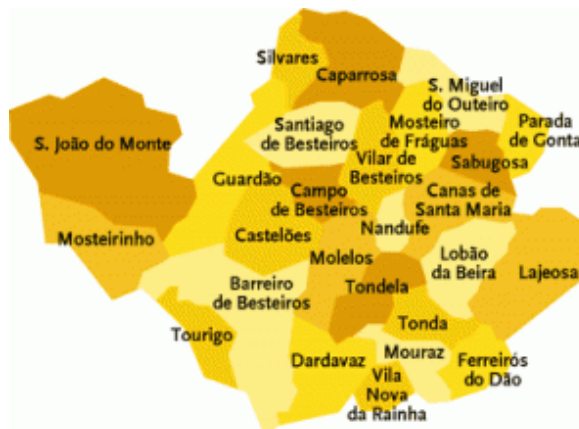 Silvares
Caparrosa
S. Miguel
do Outeiro
Santiago
de Besteiros
Mosteiro
de Fráguas
Parada
de Gonta
S. João do Monte
Vilar de
Besteiros
Sabugosa
Guardão
Campo
de Besteiros
Canas de
Santa Maria
Mosteirinho
Castelões
Nandufe
Molelos
Lobão
da Beira
Lajeosa
Barreiro
de Besteiros
Tondela
Tourigo
Tonda
Dardavaz
Mouraz
Ferreirós
do Dão
Vila
Nova
da Rainha